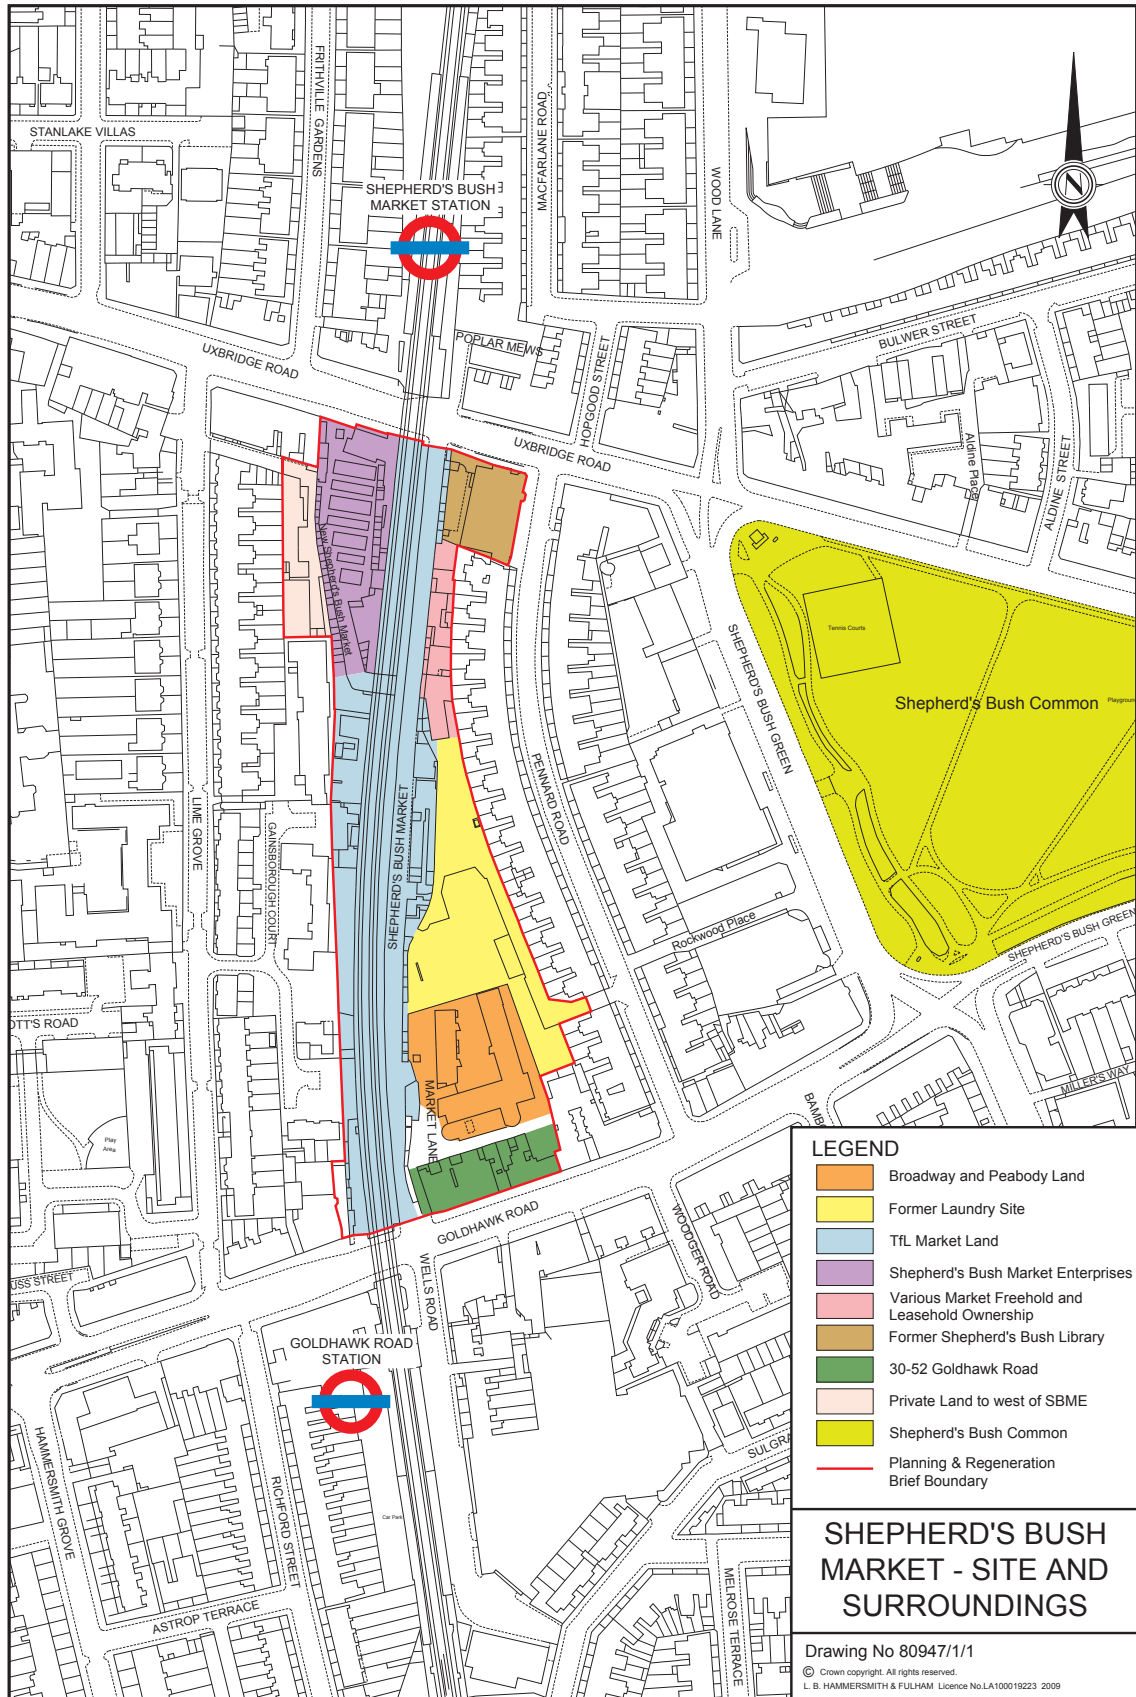 STANLAKE VILLAS
FRITHVILLE GARDENS
SHEPHERD'S BUSH
MARKET STATION
MACFARLANE ROAD
WOOD LANE
N
UXBRIDGE ROAD
POPLAR MEWS
HOPGOOD STREET
BULWER STREET
UXBRIDGE ROAD
Aldine Place
ALDINE STREET
New Shepherd's Bush Market
Tennis Courts
SHEPHERD'S BUSH GREEN
Shepherd's Bush Common
Playgroun
PENNARD ROAD
LIME GROVE
GAINSBOROUGH COURT
SHEPHERD'S BUSH MARKET
Rockwood Place
SHEPHERD'S BUSH GREEN
OTT'S ROAD
Play
Area
MARKET LANE
MILLER'S WAY
BAMB
GOLDHAWK ROAD
WOODGER ROAD
WELLS ROAD
USS STREET
GOLDHAWK ROAD
STATION
HAMMERSMITH GROVE
RICHFORD STREET
Car Park
SULGRA
ASTROP TERRACE
MELROSE TERRACE
LEGEND
Broadway and Peabody Land
Former Laundry Site
TfL Market Land
Shepherd's Bush Market Enterprises
Various Market Freehold and
Leasehold Ownership
Former Shepherd's Bush Library
30-52 Goldhawk Road
Private Land to west of SBME
Shepherd's Bush Common
Planning & Regeneration
Brief Boundary
SHEPHERD'S BUSH
MARKET - SITE AND
SURROUNDINGS
Drawing No 80947/1/1
© Crown copyright. All rights reserved.
L. B. HAMMERSMITH & FULHAM Licence No.LA100019223 2009